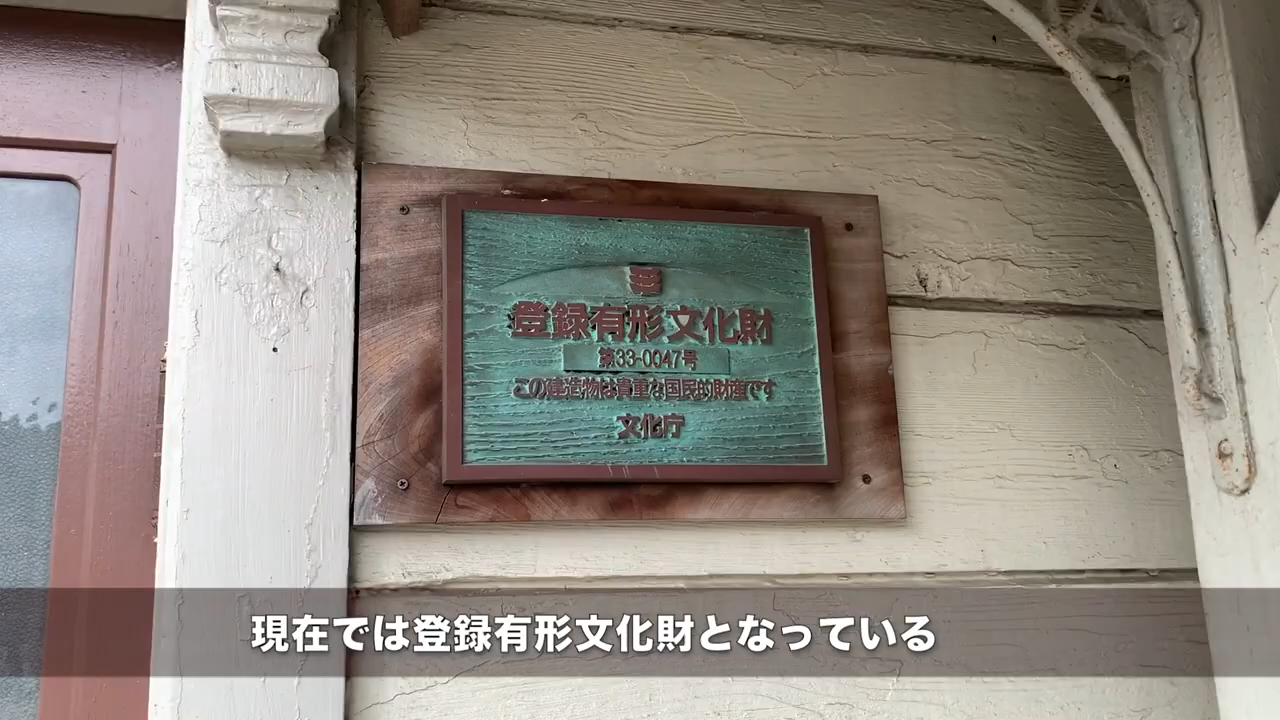 登録有形文化財
第33-0047号
この建造物は貴重な国民的財産です
文化庁
現在では登録有形文化財となっている